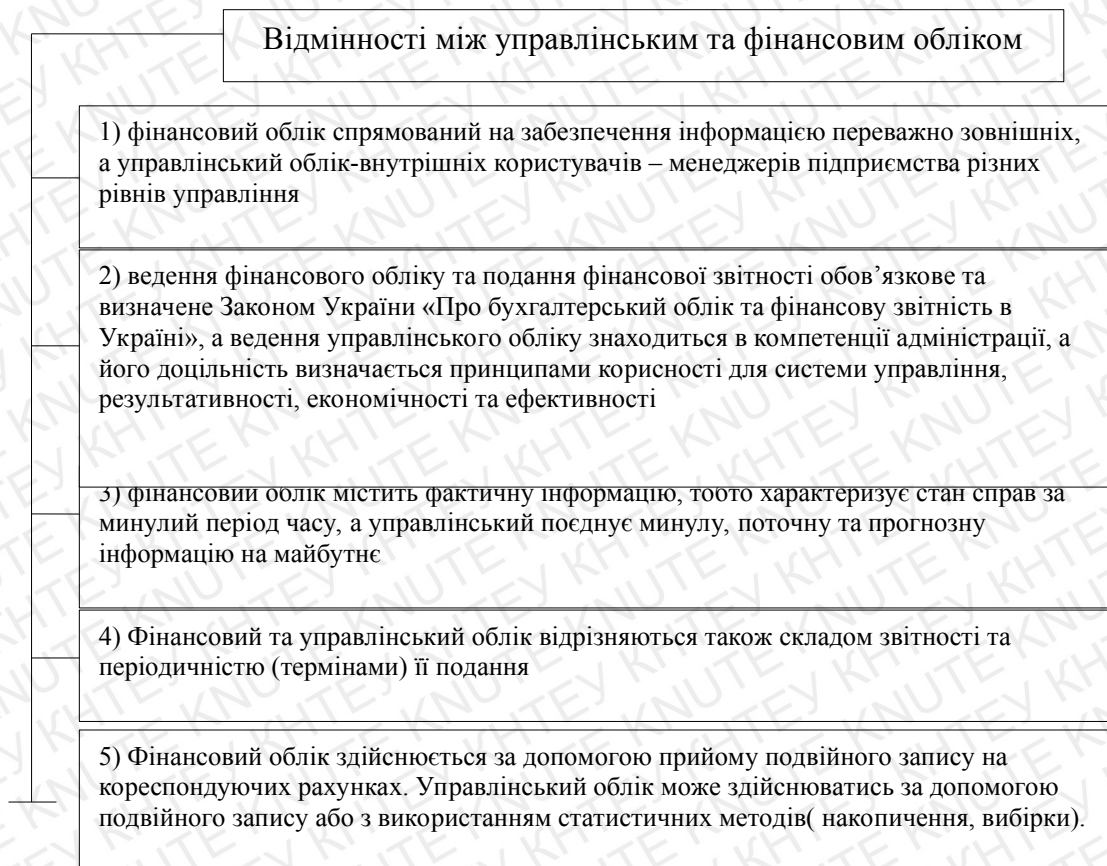 Відмінності між управлінським та фінансовим обліком
1) фінансовий облік спрямований на забезпечення інформацією переважно зовнішніх,
а управлінський облік-внутрішніх користувачів – менеджерів підприємства різних
рівнів управління
2) ведення фінансового обліку та подання фінансової звітності обов’язкове та
визначене Законом України «Про бухгалтерський облік та фінансову звітність в
Україні», а ведення управлінського обліку знаходиться в компетенції адміністрації, а
його доцільність визначається принципами корисності для системи управління,
результативності, економічності та ефективності
3) фінансовий облік містить фактичну інформацію, тобто характеризує стан справ за
минулий період часу, а управлінський поєднує минулу, поточну та прогнозну
інформацію на майбутнє
4) Фінансовий та управлінський облік відрізняються також складом звітності та
періодичністю (термінами) її подання
5) Фінансовий облік здійснюється за допомогою прийому подвійного запису на
кореспондуючих рахунках. Управлінський облік може здійснюватись за допомогою
подвійного запису або з використанням статистичних методів( накопичення, вибірки).